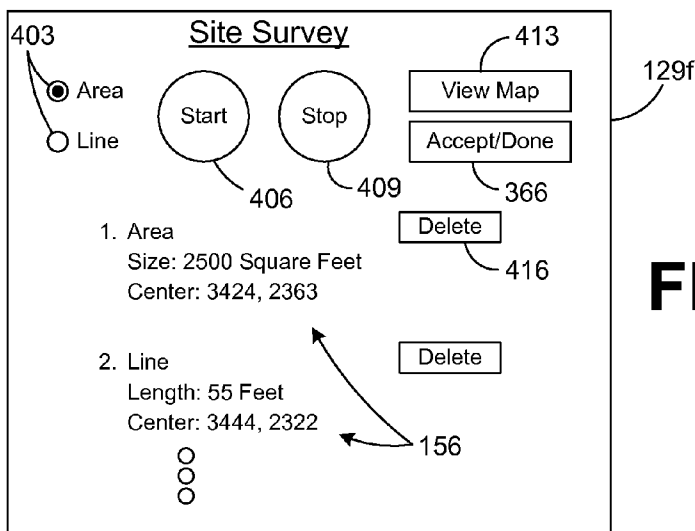 403
Site Survey
413
129f
Area
Line
Start
Stop
View Map
Accept/Done
406
409
366
1. Area
Size: 2500 Square Feet
Center: 3424, 2363
Delete
416
2. Line
Length: 55 Feet
Center: 3444, 2322
Delete
156